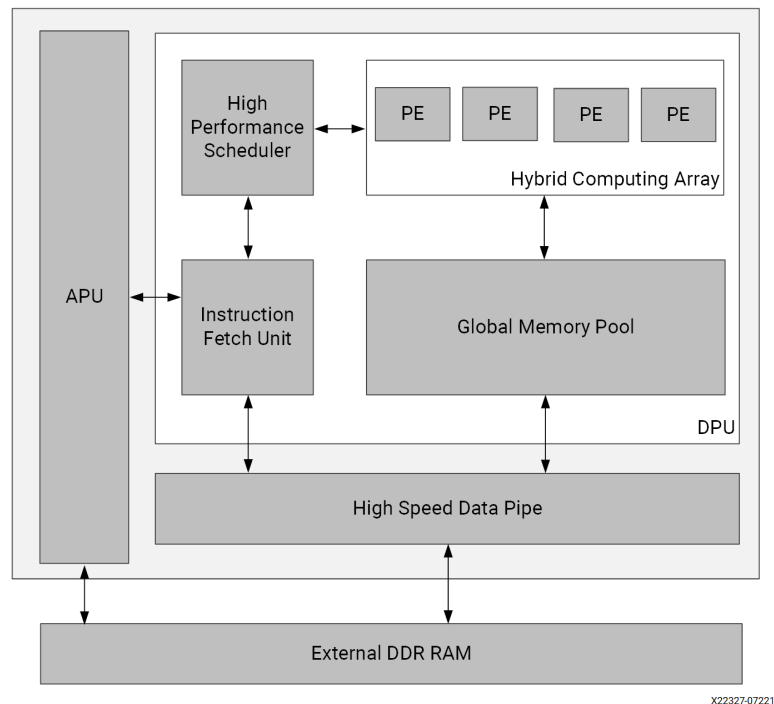 High
Performance
Scheduler
PE PE PE PE
Hybrid Computing Array
APU
Instruction
Fetch Unit
Global Memory Pool
DPU
High Speed Data Pipe
External DDR RAM
X22327-07221